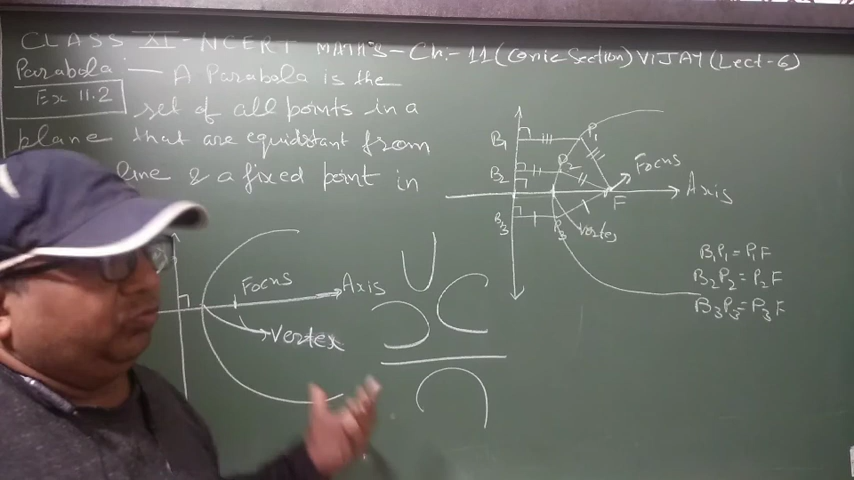 CLASS XI - NCERT MATHS - Ch:- 11 (Conic Section) VIJAY (Lect-6)
Parabola :— A Parabola is the
Ex 11.2
set of all points in a
plane that are equidistant from
line & a fixed point in
B1 P1
B2 P2
Focus
Axis
F
B3 P3
Vertex
B1P1 = P1F
B2P2 = P2F
B3P3 = P3F
Focus
Axis
Vertex